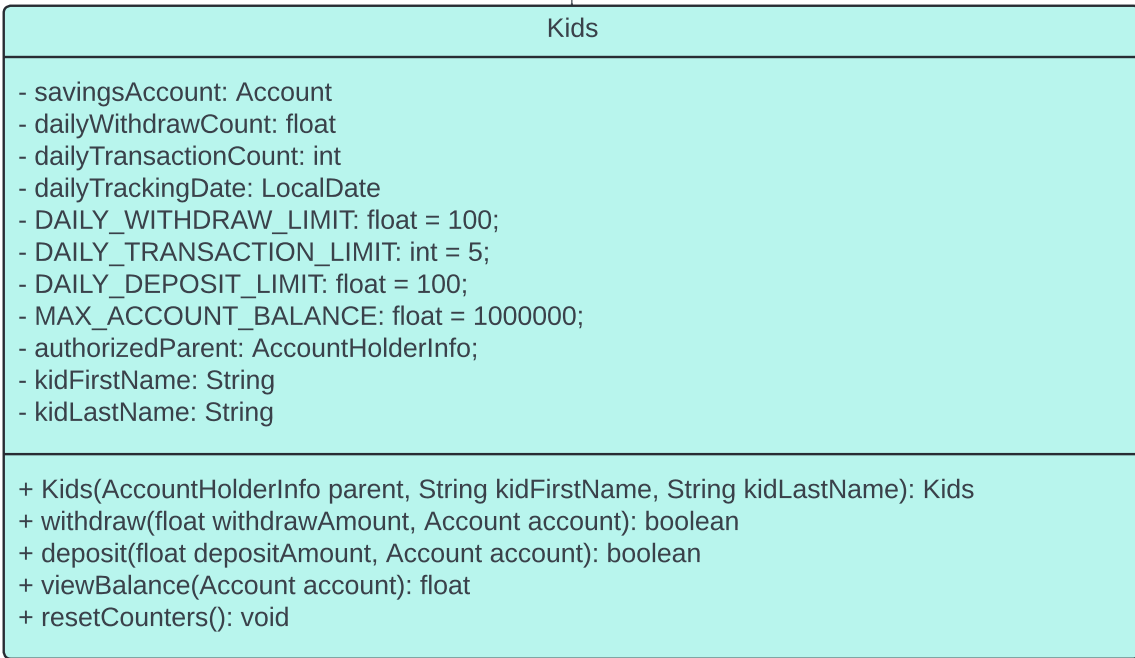 Kids
- savingsAccount: Account
- dailyWithdrawCount: float
- dailyTransactionCount: int
- dailyTrackingDate: LocalDate
- DAILY_WITHDRAW_LIMIT: float = 100;
- DAILY_TRANSACTION_LIMIT: int = 5;
- DAILY_DEPOSIT_LIMIT: float = 100;
- MAX_ACCOUNT_BALANCE: float = 1000000;
- authorizedParent: AccountHolderInfo;
- kidFirstName: String
- kidLastName: String
+ Kids(AccountHolderInfo parent, String kidFirstName, String kidLastName): Kids
+ withdraw(float withdrawAmount, Account account): boolean
+ deposit(float depositAmount, Account account): boolean
+ viewBalance(Account account): float
+ resetCounters(): void